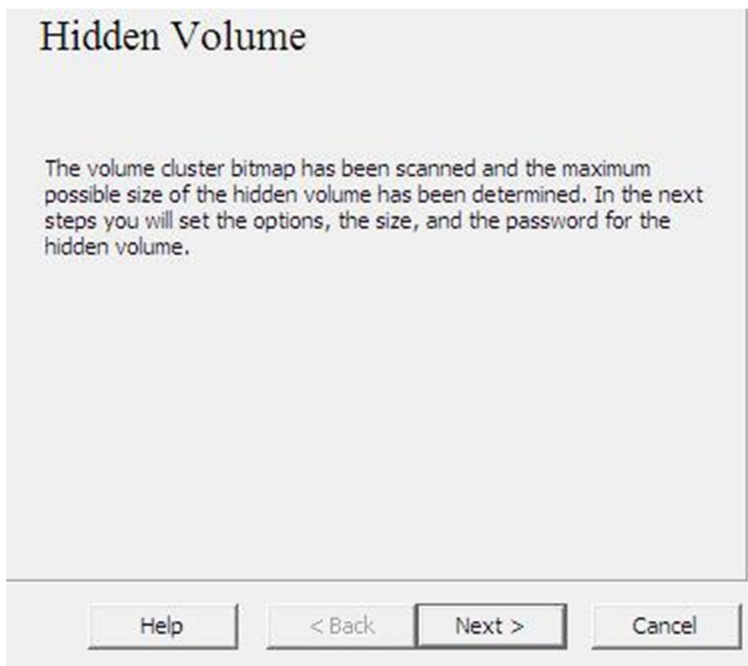 Hidden Volume
The volume cluster bitmap has been scanned and the maximum
possible size of the hidden volume has been determined. In the next
steps you will set the options, the size, and the password for the
hidden volume.
Help
< Back
Next >
Cancel